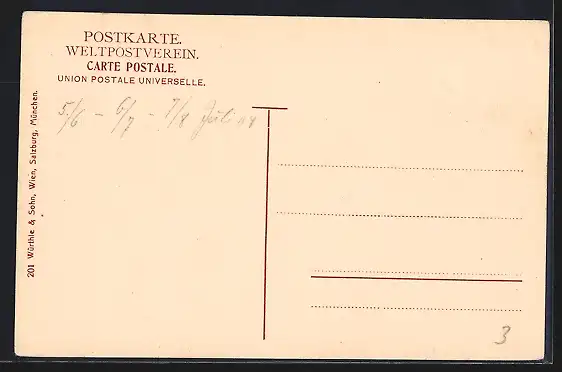 POSTKARTE.
WELTPOSTVEREIN.
CARTE POSTALE.
UNION POSTALE UNIVERSELLE.
5/6 – 6/7 – 7/8 Juli
201 Würthle & Sohn, Wien, Salzburg, München.
3